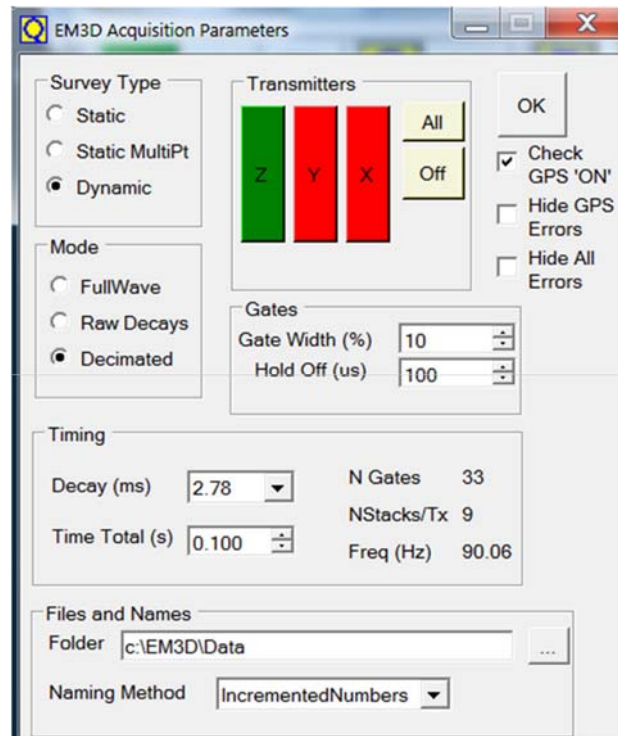 EM3D Acquisition Parameters
Survey Type
Static
Static MultiPt
Dynamic
Mode
FullWave
Raw Decays
Decimated
Transmitters
Z Y X
All
Off
OK
Check
GPS 'ON'
Hide GPS
Errors
Hide All
Errors
Gates
Gate Width (%) 10
Hold Off (us) 100
Timing
Decay (ms) 2.78
Time Total (s) 0.100
N Gates 33
NStacks/Tx 9
Freq (Hz) 90.06
Files and Names
Folder c:\EM3D\Data ...
Naming Method IncrementedNumbers